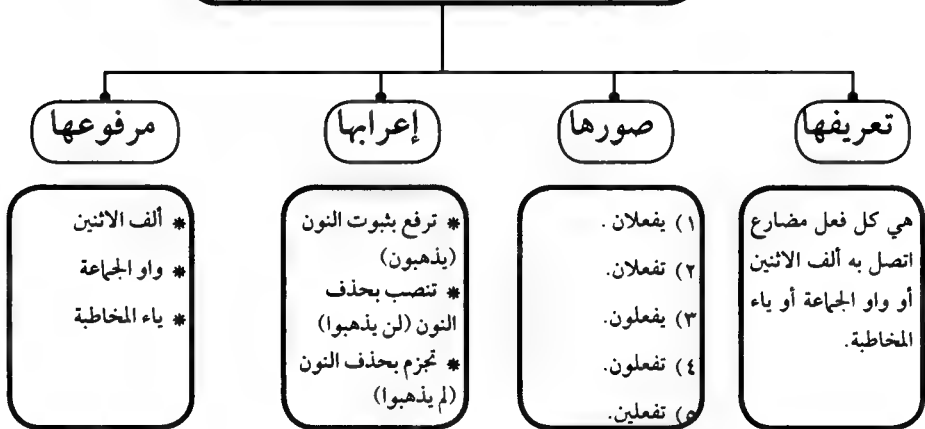 تعريفها
هي كل فعل مضارع
اتصل به ألف الاثنين
أو واو الجماعة أو ياء
المخاطبة.
صورها
١) يفعلان .
٢) تفعلان.
٣) يفعلون.
٤) تفعلون.
٥) تفعلين.
إعرابها
* ترفع بثبوت النون
(يذهبون)
* تنصب بحذف
النون (لن يذهبوا)
* تجزم بحذف النون
(لم يذهبوا)
مرفوعها
* ألف الاثنين
* واو الجماعة
* ياء المخاطبة